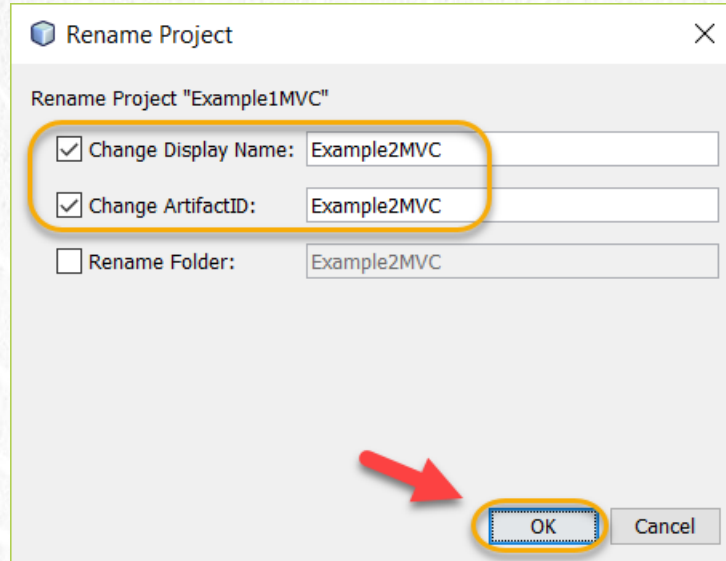 Rename Project
Rename Project "Example1MVC"
Change Display Name: Example2MVC
Change ArtifactID: Example2MVC
Rename Folder: Example2MVC
OK Cancel